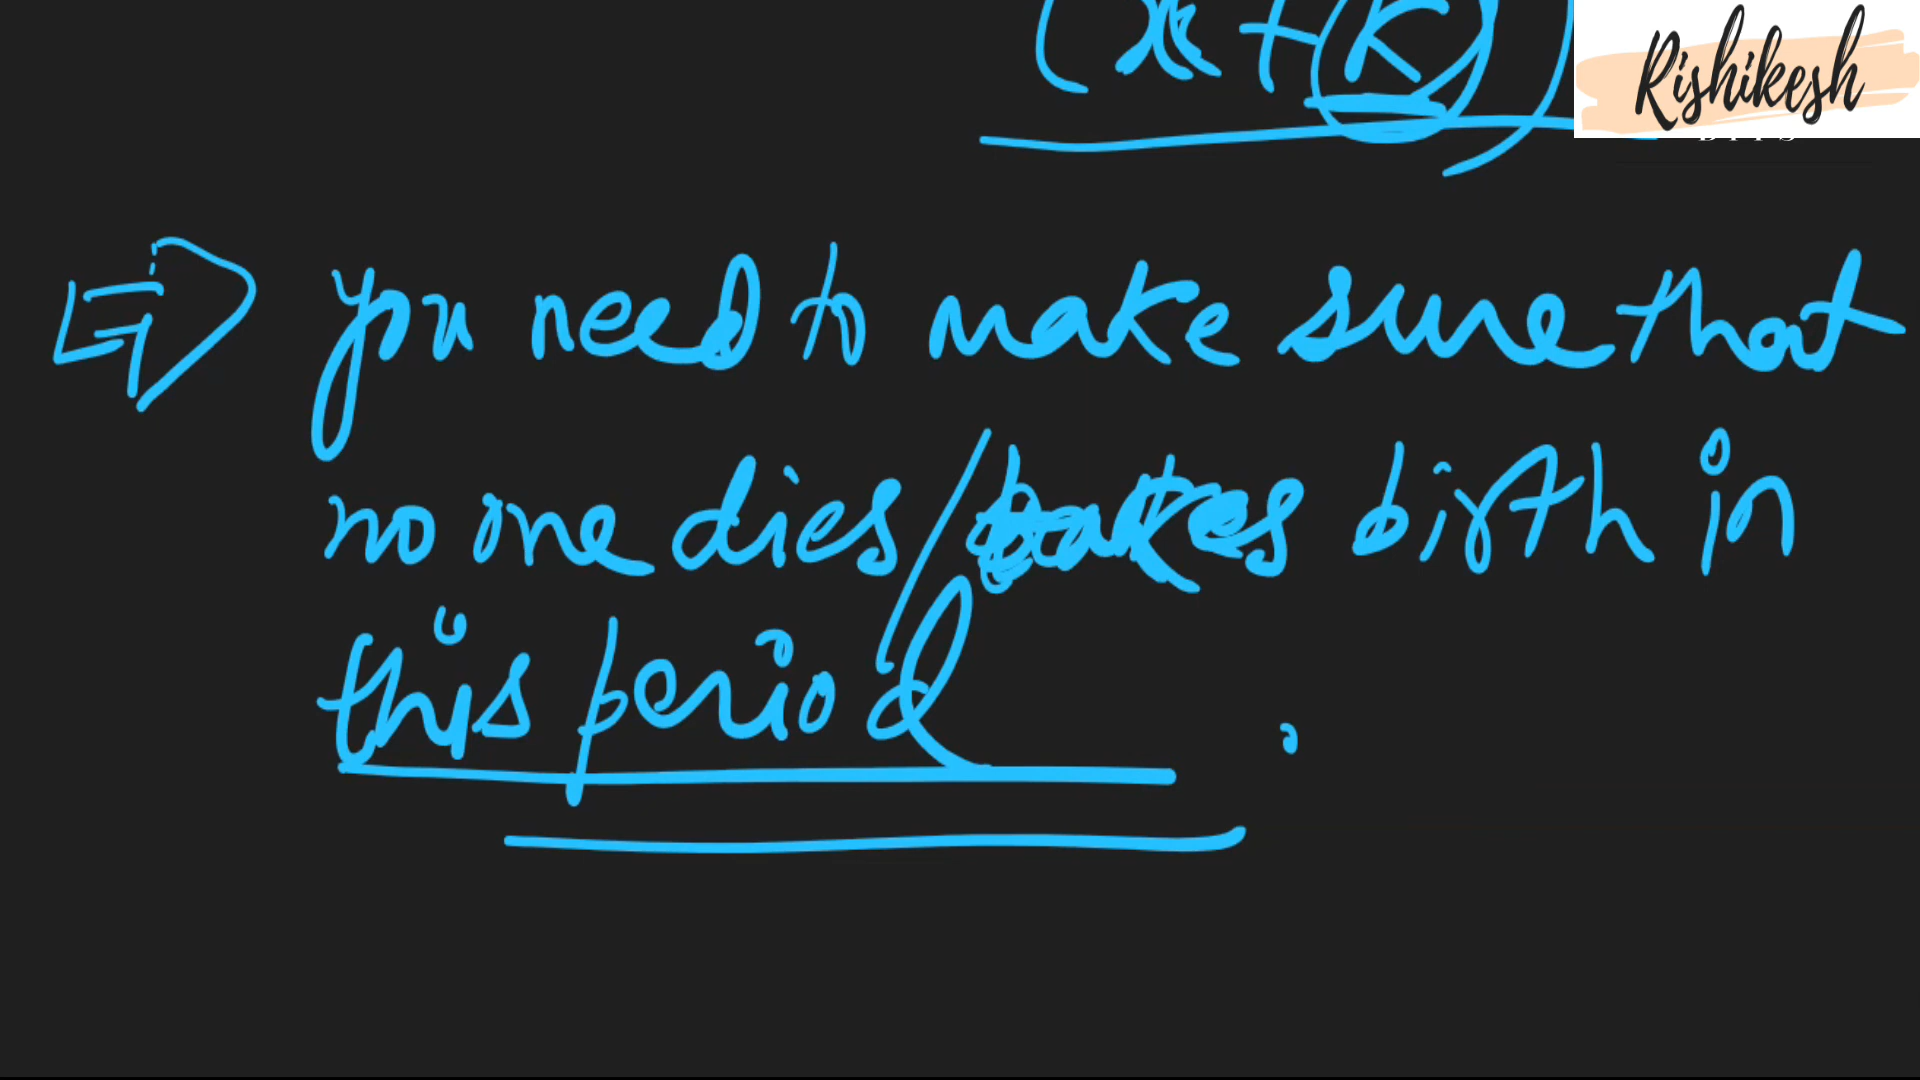 (x + k)
Rishikesh
you need to make sure that
no one dies/takes birth in
this period .